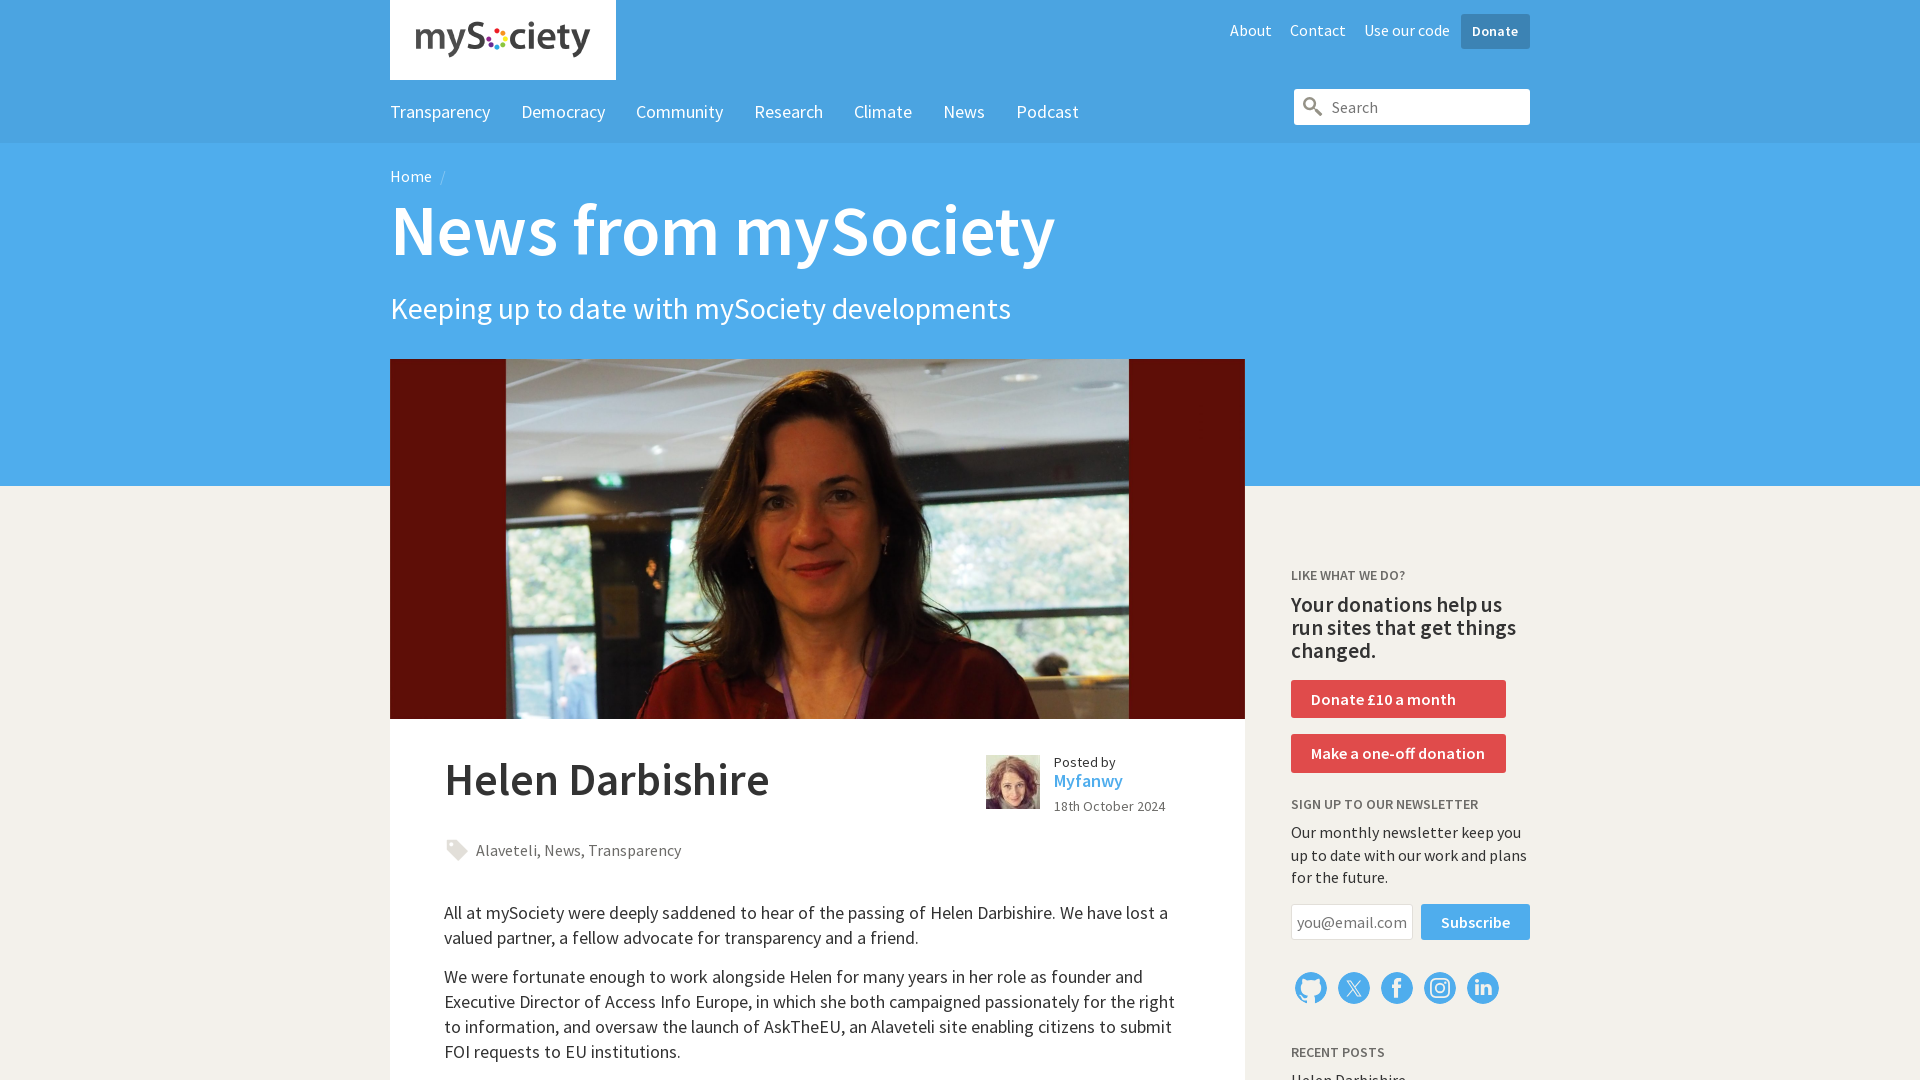 mySociety
About
Contact
Use our code
Donate
Transparency
Democracy
Community
Research
Climate
News
Podcast
Search
Home /
News from mySociety
Keeping up to date with mySociety developments
Helen Darbishire
Posted by
Myfanwy
18th October 2024
Alaveteli, News, Transparency
All at mySociety were deeply saddened to hear of the passing of Helen Darbishire. We have lost a
valued partner, a fellow advocate for transparency and a friend.
We were fortunate enough to work alongside Helen for many years in her role as founder and
Executive Director of Access Info Europe, in which she both campaigned passionately for the right
to information, and oversaw the launch of AskTheEU, an Alaveteli site enabling citizens to submit
FOI requests to EU institutions.
LIKE WHAT WE DO?
Your donations help us
run sites that get things
changed.
Donate £10 a month
Make a one-off donation
SIGN UP TO OUR NEWSLETTER
Our monthly newsletter keep you
up to date with our work and plans
for the future.
you@email.com
Subscribe
RECENT POSTS
Helen Darbishire